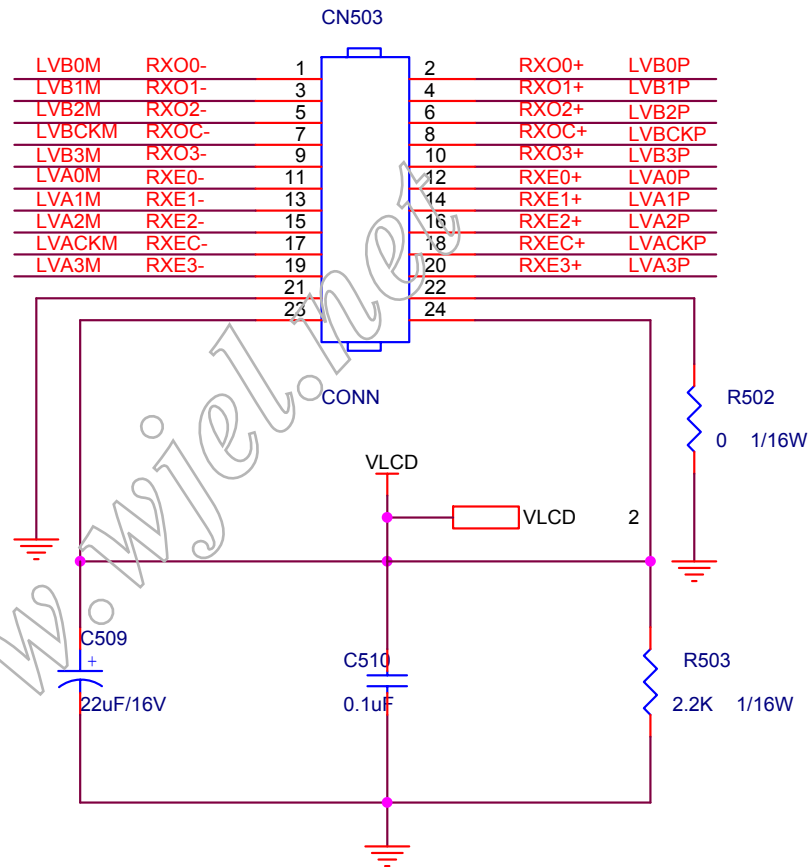 CN503
LVB0M RXO0- 1 2 RXO0+ LVB0P
LVB1M RXO1- 3 4 RXO1+ LVB1P
LVB2M RXO2- 5 6 RXO2+ LVB2P
LVBCKM RXOC- 7 8 RXOC+ LVBCKP
LVB3M RXO3- 9 10 RXO3+ LVB3P
LVA0M RXE0- 11 12 RXE0+ LVA0P
LVA1M RXE1- 13 14 RXE1+ LVA1P
LVA2M RXE2- 15 16 RXE2+ LVA2P
LVACKM RXEC- 17 18 RXEC+ LVACKP
LVA3M RXE3- 19 20 RXE3+ LVA3P
21 22
23 24
CONN
R502
0 1/16W
VLCD
VLCD 2
C509
+
22uF/16V
C510
0.1uF
R503
2.2K 1/16W
w.wjel.net